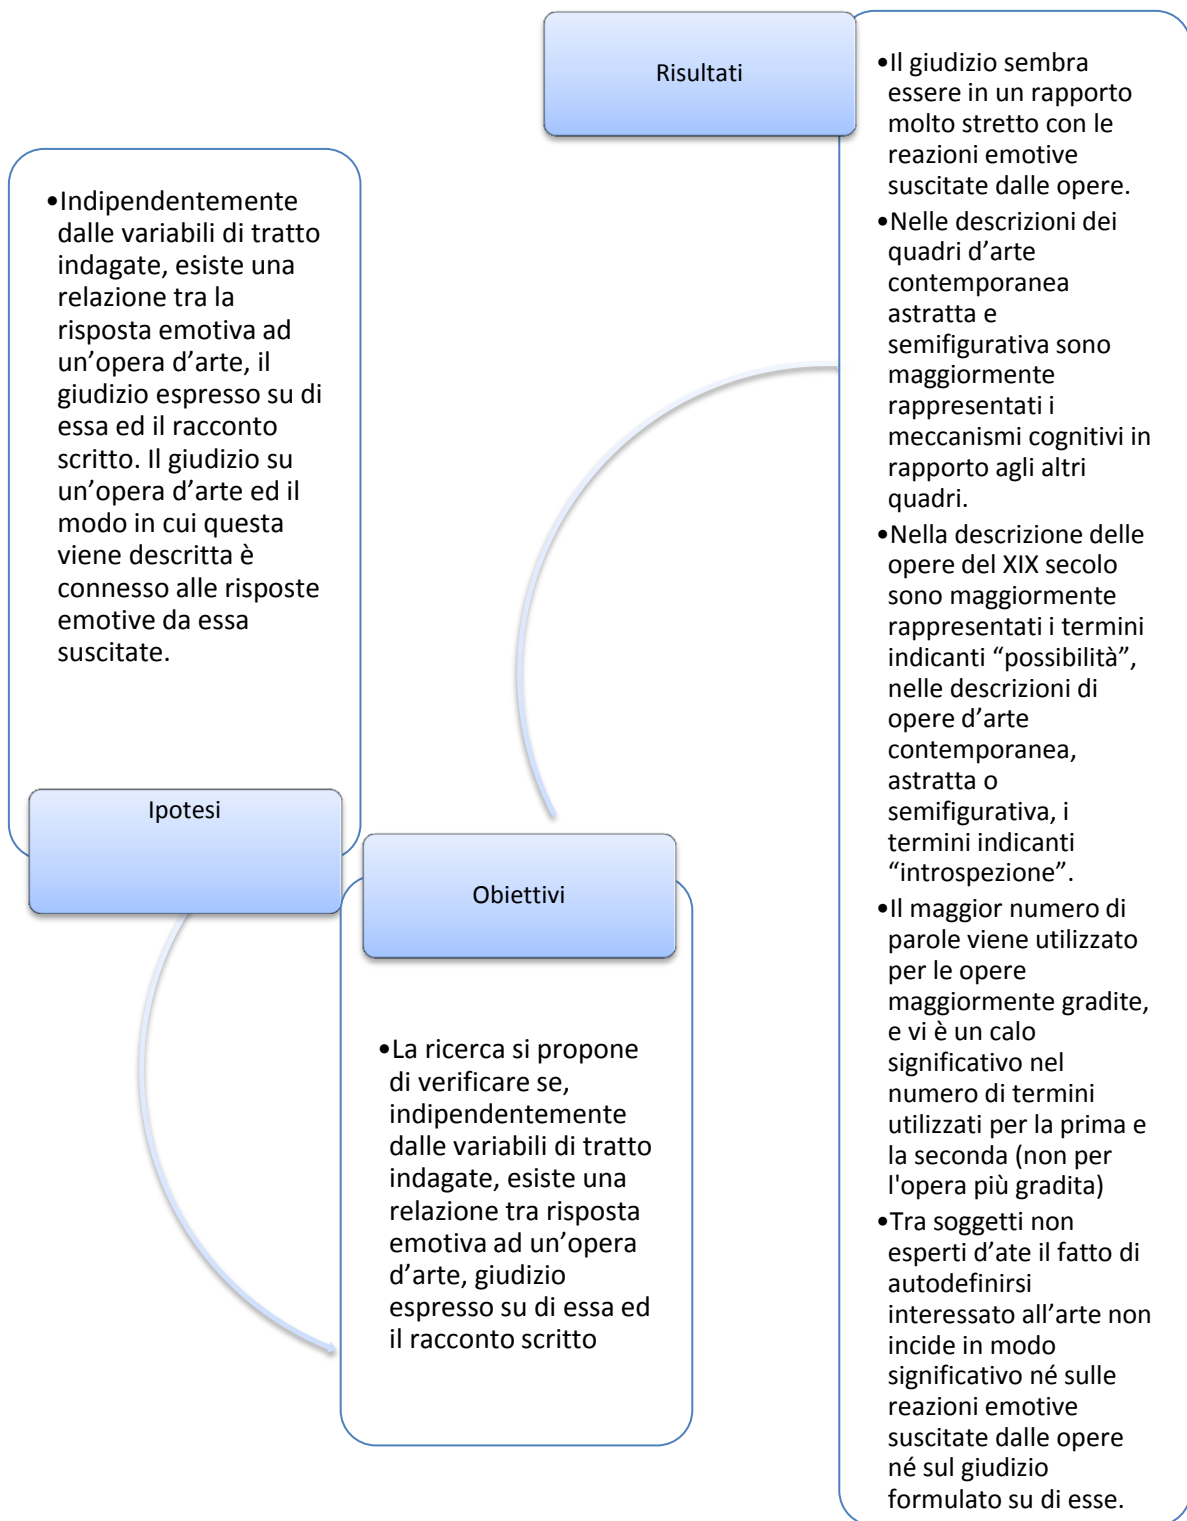 •Indipendentemente
dalle variabili di tratto
indagate, esiste una
relazione tra la
risposta emotiva ad
un’opera d’arte, il
giudizio espresso su di
essa ed il racconto
scritto. Il giudizio su
un’opera d’arte ed il
modo in cui questa
viene descritta è
connesso alle risposte
emotive da essa
suscitate.
Ipotesi
Obiettivi
•La ricerca si propone
di verificare se,
indipendentemente
dalle variabili di tratto
indagate, esiste una
relazione tra risposta
emotiva ad un’opera
d’arte, giudizio
espresso su di essa ed
il racconto scritto
Risultati
•Il giudizio sembra
essere in un rapporto
molto stretto con le
reazioni emotive
suscitate dalle opere.
•Nelle descrizioni dei
quadri d’arte
contemporanea
astratta e
semifigurativa sono
maggiormente
rappresentati i
meccanismi cognitivi in
rapporto agli altri
quadri.
•Nella descrizione delle
opere del XIX secolo
sono maggiormente
rappresentati i termini
indicanti “possibilità”,
nelle descrizioni di
opere d’arte
contemporanea,
astratta o
semifigurativa, i
termini indicanti
“introspezione”.
•Il maggior numero di
parole viene utilizzato
per le opere
maggiormente gradite,
e vi è un calo
significativo nel
numero di termini
utilizzati per la prima e
la seconda (non per
l'opera più gradita)
•Tra soggetti non
esperti d’ate il fatto di
autodefinirsi
interessato all’arte non
incide in modo
significativo né sulle
reazioni emotive
suscitate dalle opere
né sul giudizio
formulato su di esse.